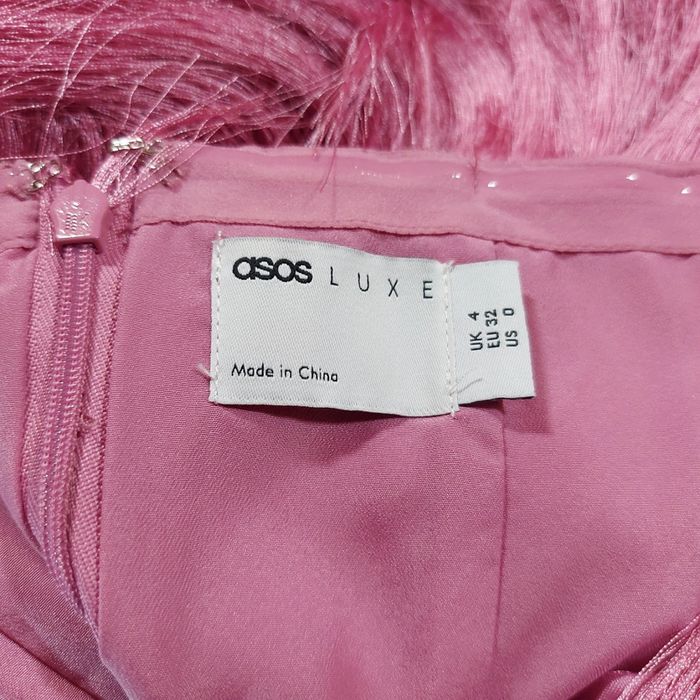 asos LUXE
Made in China
UK 4
EU 32
US 0